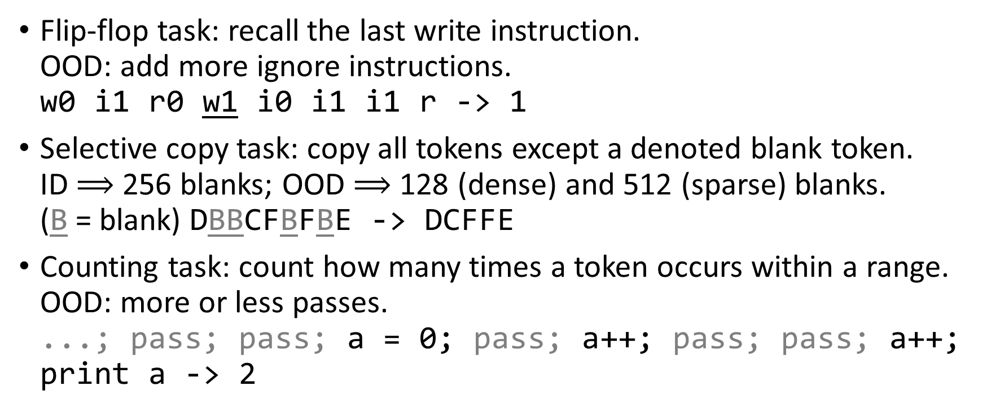 • Flip-flop task: recall the last write instruction.
OOD: add more ignore instructions.
w0 i1 r0 w1 i0 i1 i1 r -> 1
• Selective copy task: copy all tokens except a denoted blank token.
ID ⟹ 256 blanks; OOD ⟹ 128 (dense) and 512 (sparse) blanks.
(B = blank) DBBCFBFBE -> DCFFE
• Counting task: count how many times a token occurs within a range.
OOD: more or less passes.
...; pass; pass; a = 0; pass; a++; pass; pass; a++;
print a -> 2